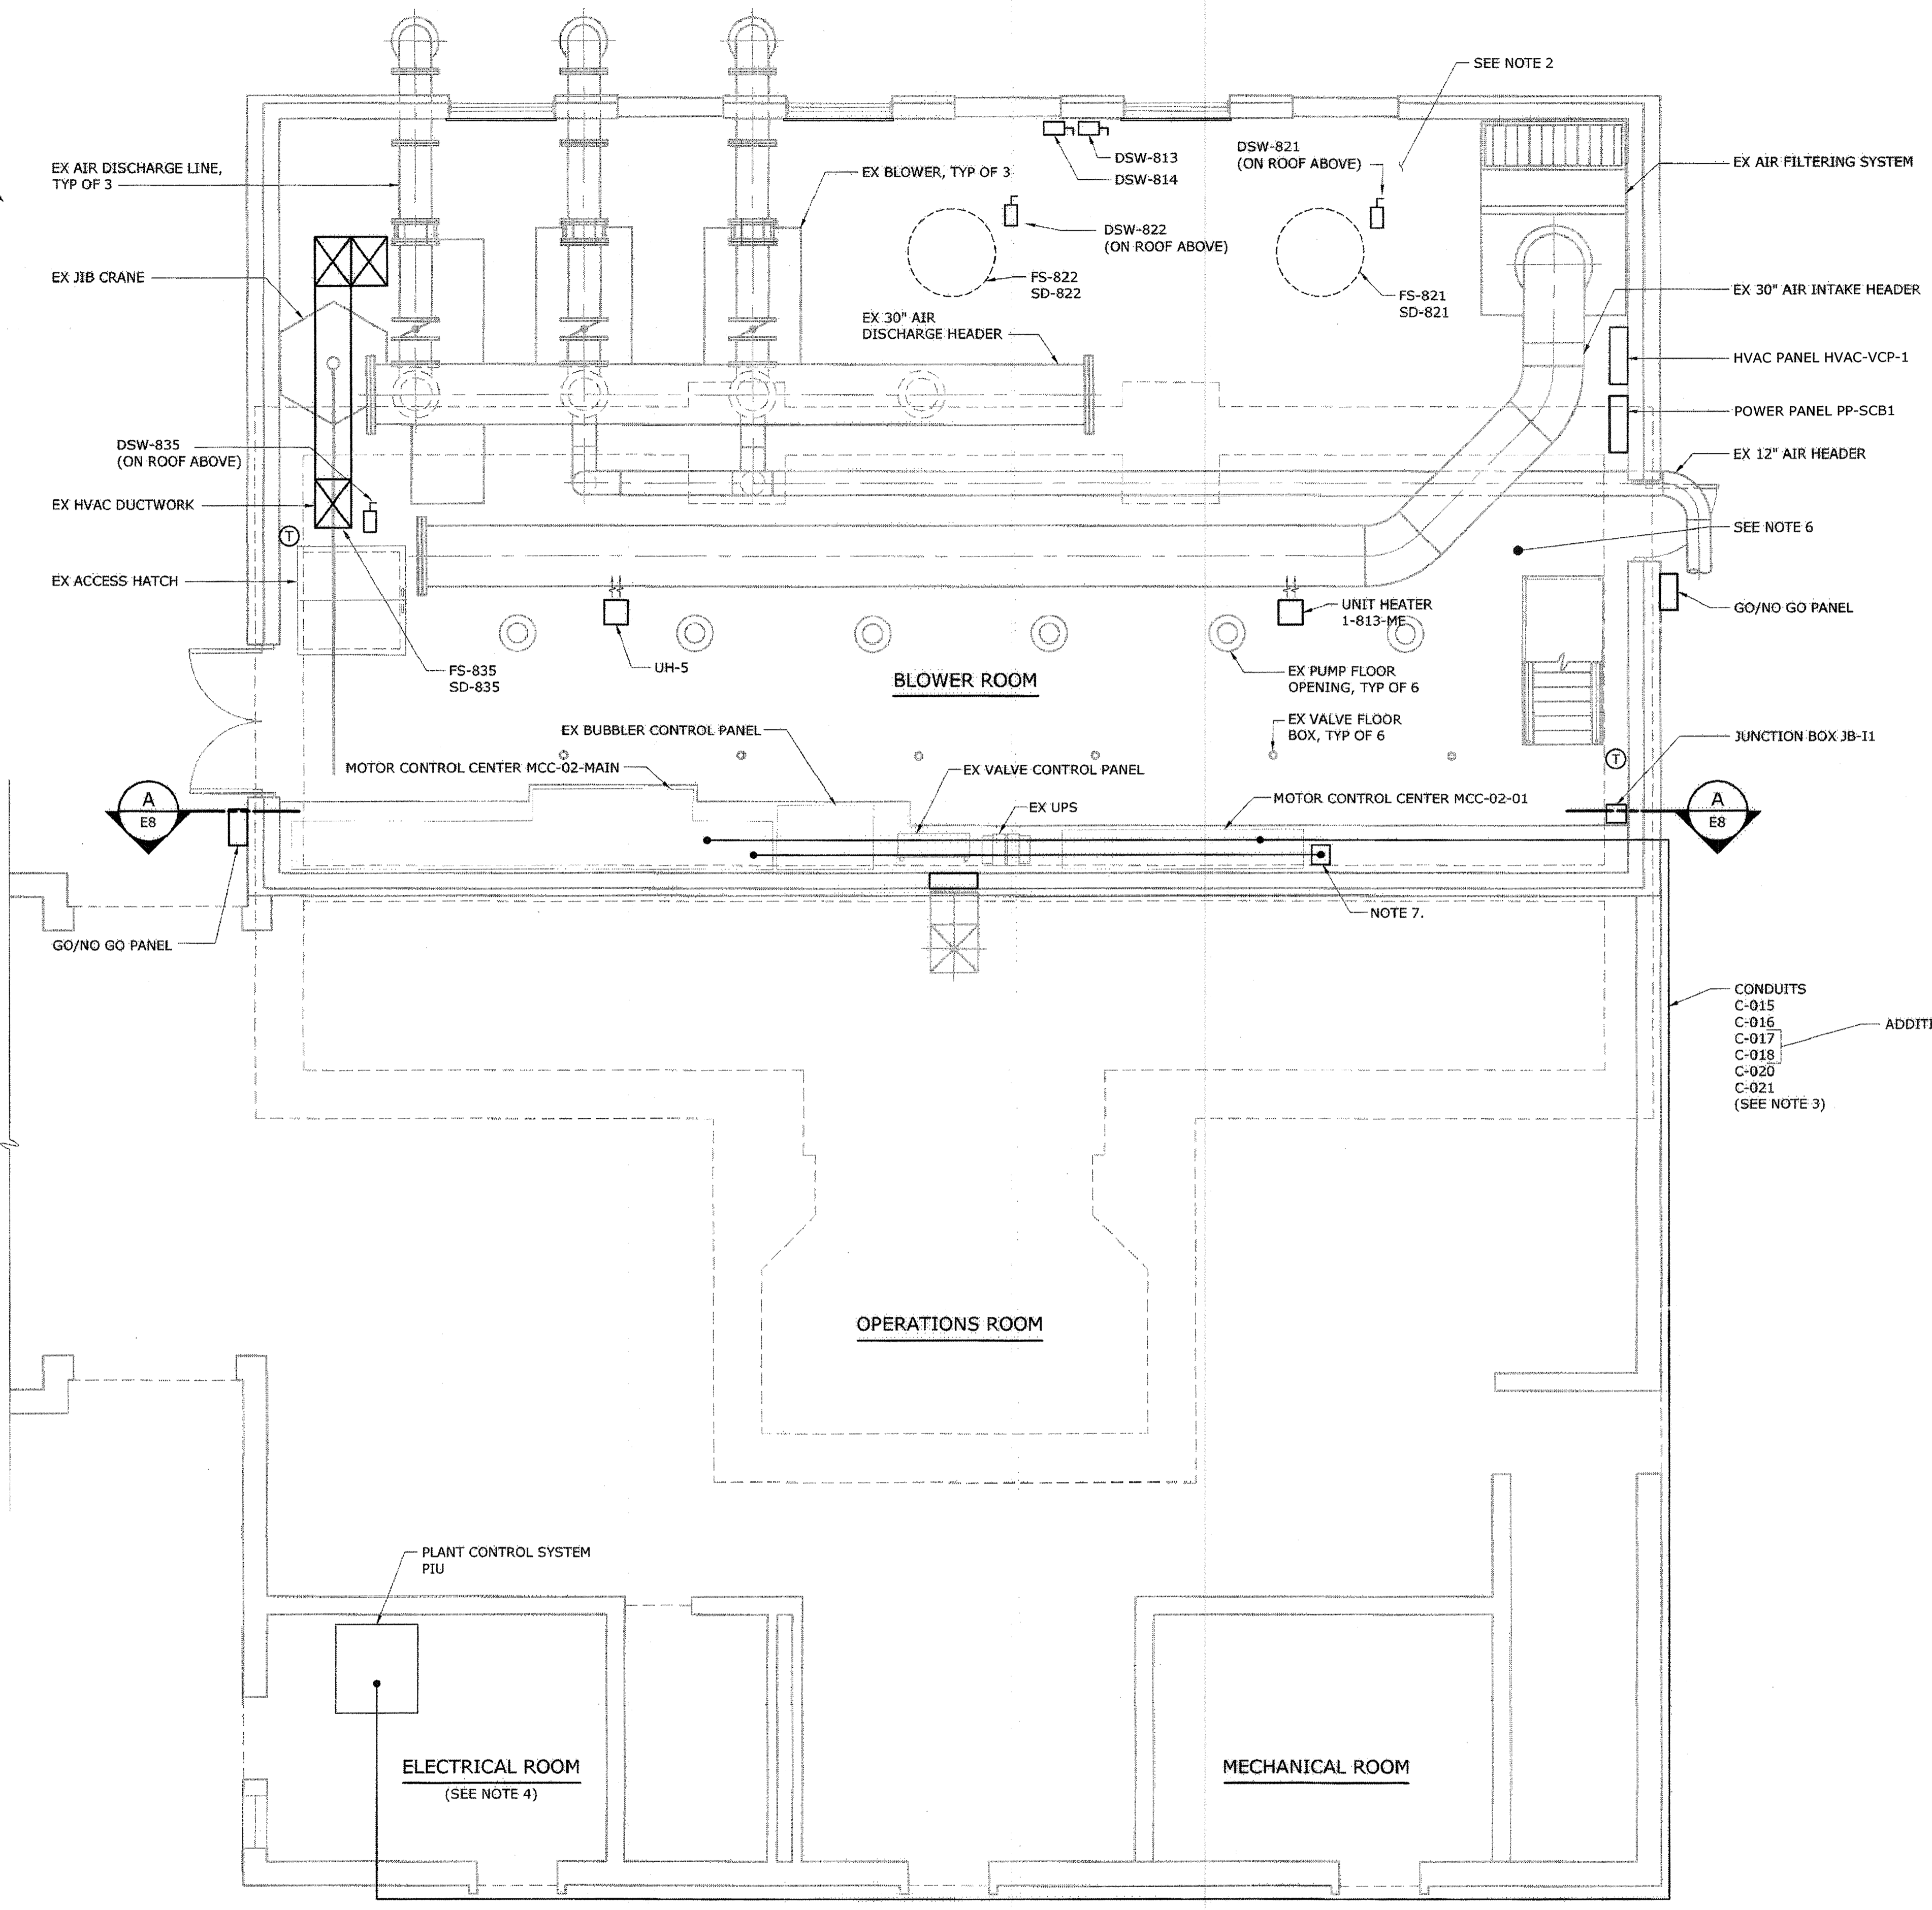 SEE NOTE 2
EX AIR DISCHARGE LINE,
TYP OF 3
EX BLOWER, TYP OF 3
DSW-813
DSW-814
DSW-821
(ON ROOF ABOVE)
EX AIR FILTERING SYSTEM
DSW-822
(ON ROOF ABOVE)
EX JIB CRANE
FS-822
SD-822
FS-821
SD-821
EX 30" AIR INTAKE HEADER
EX 30" AIR
DISCHARGE HEADER
HVAC PANEL HVAC-VCP-1
POWER PANEL PP-SCB1
DSW-835
(ON ROOF ABOVE)
EX 12" AIR HEADER
EX HVAC DUCTWORK
T
SEE NOTE 6
EX ACCESS HATCH
UNIT HEATER
1-813-ME
GO/NO GO PANEL
FS-835
SD-835
UH-5
BLOWER ROOM
EX PUMP FLOOR
OPENING, TYP OF 6
EX BUBBLER CONTROL PANEL
EX VALVE FLOOR
BOX, TYP OF 6
JUNCTION BOX JB-I1
T
MOTOR CONTROL CENTER MCC-02-MAIN
EX VALVE CONTROL PANEL
EX UPS
MOTOR CONTROL CENTER MCC-02-01
A
E8
A
E8
NOTE 7.
GO/NO GO PANEL
CONDUITS
C-015
C-016
C-017
C-018
C-020
C-021
(SEE NOTE 3)
ADDITI
OPERATIONS ROOM
PLANT CONTROL SYSTEM
PIU
ELECTRICAL ROOM
(SEE NOTE 4)
MECHANICAL ROOM